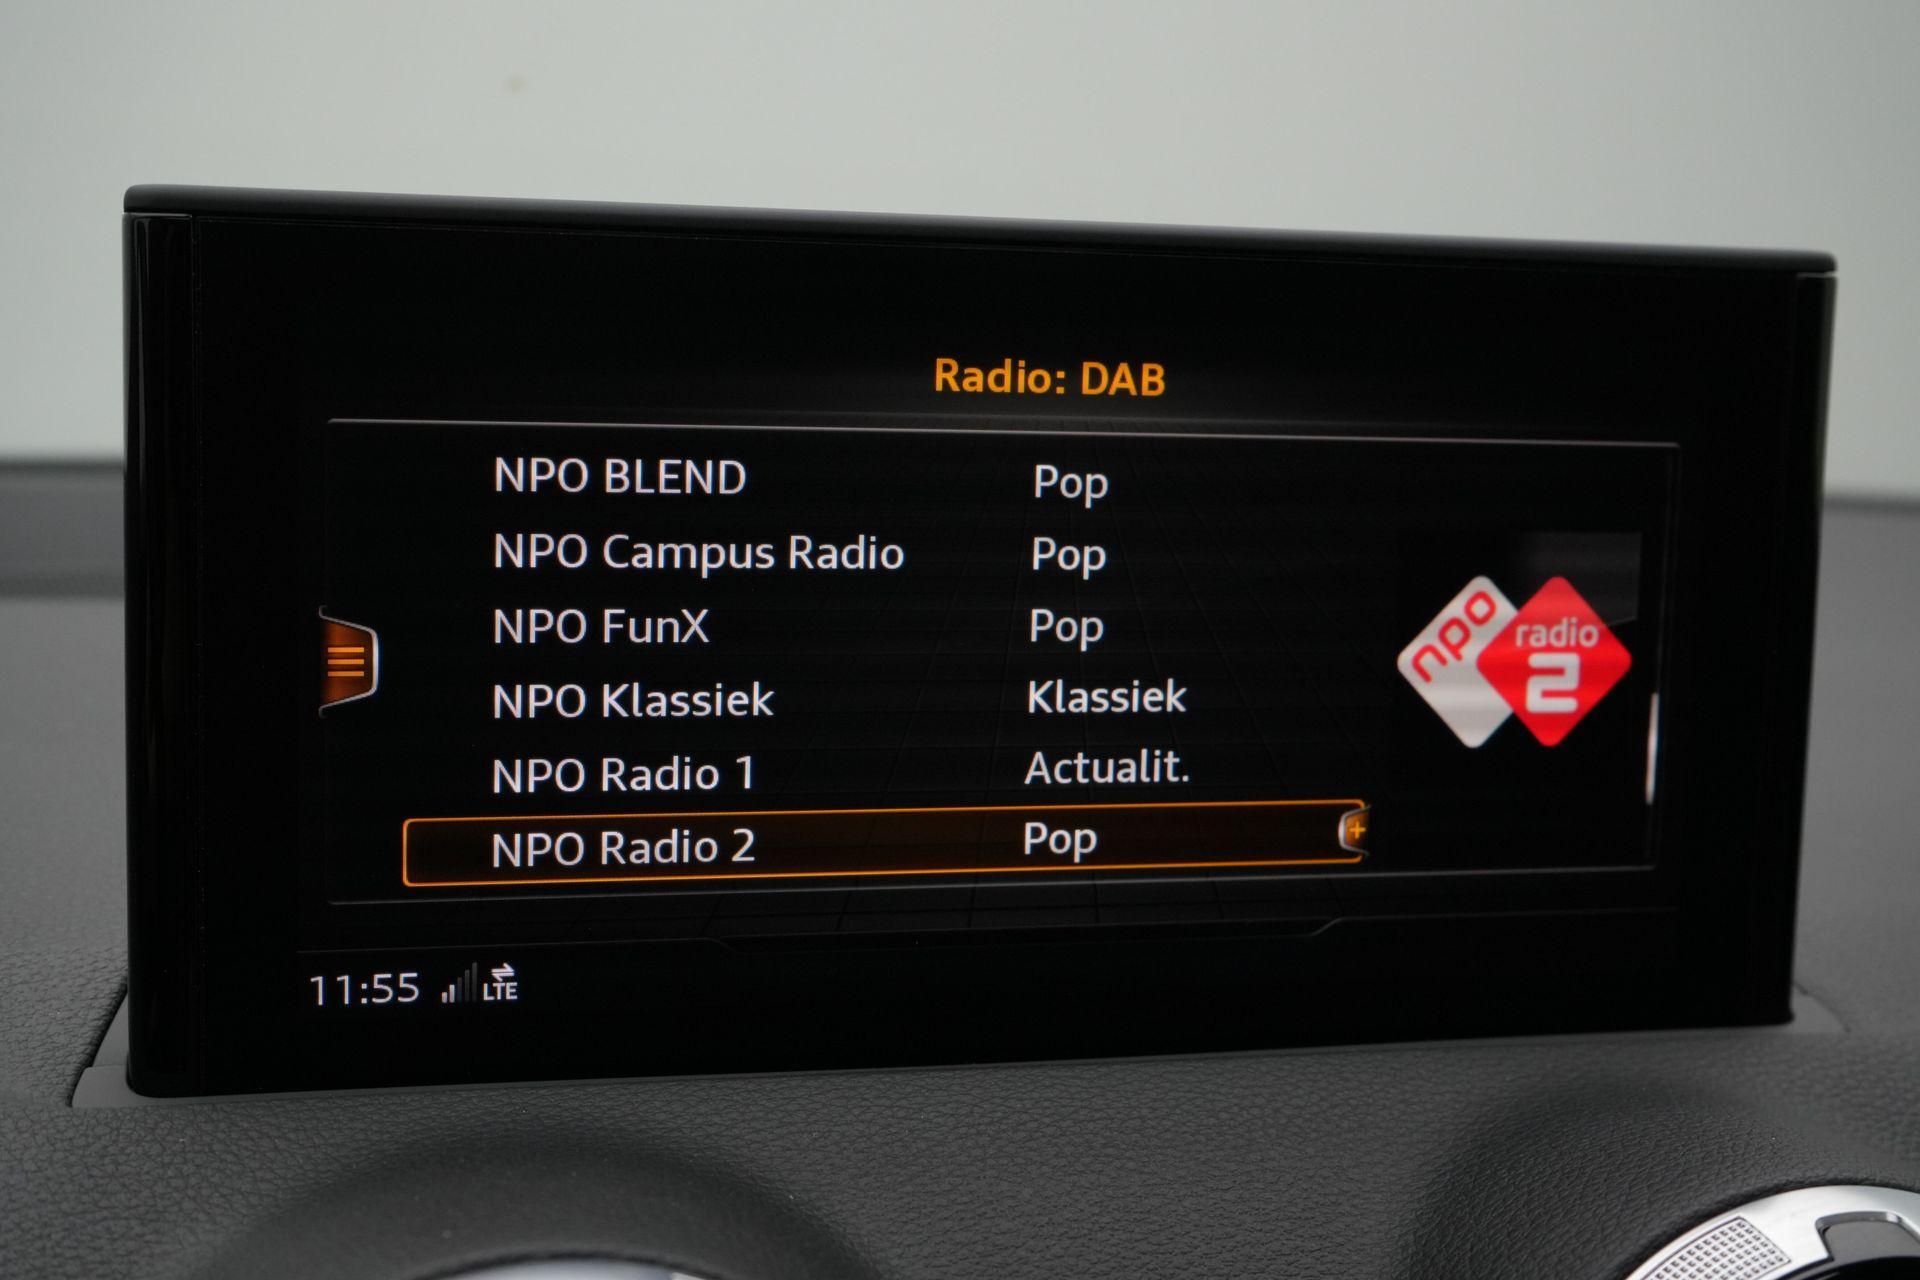 Radio: DAB
NPO BLEND Pop
NPO Campus Radio Pop
NPO FunX Pop
NPO Klassiek Klassiek
NPO Radio 1 Actualit.
NPO Radio 2 Pop
npo radio
2
11:55 LTE